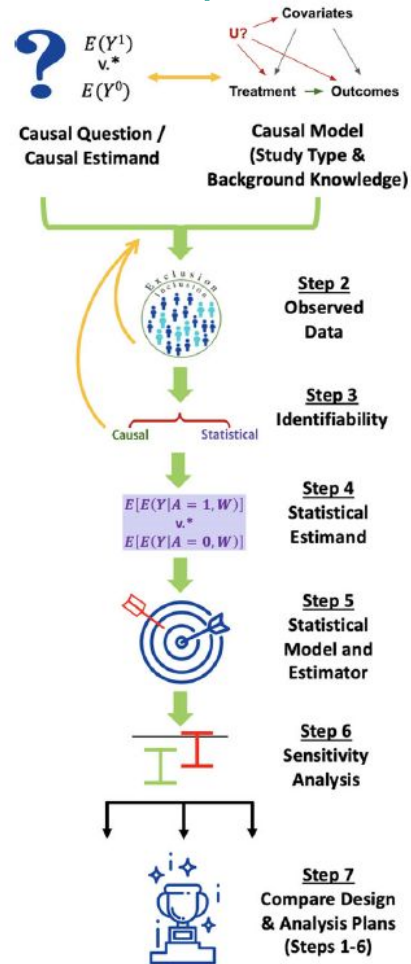 ?
E(Y¹)
v.*
E(Y⁰)
Covariates
U?
Treatment
Outcomes
Causal Question /
Causal Estimand
Causal Model
(Study Type &
Background Knowledge)
Exclusion
Inclusion
Step 2
Observed
Data
Step 3
Identifiability
Causal
Statistical
E[E(Y|A = 1, W)]
v.*
E[E(Y|A = 0, W)]
Step 4
Statistical
Estimand
Step 5
Statistical
Model and
Estimator
Step 6
Sensitivity
Analysis
Step 7
Compare Design
& Analysis Plans
(Steps 1-6)